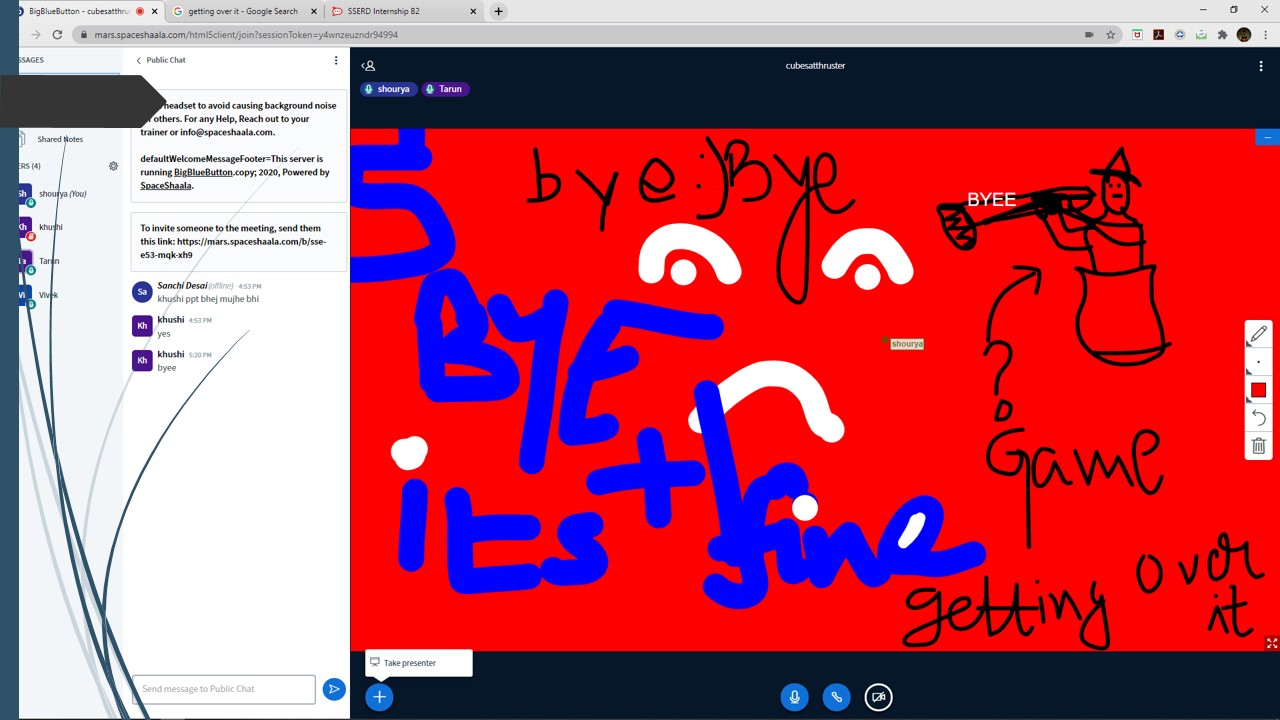 BigBlueButton - cubesatthru
getting over it - Google Search
SSERD Internship B2
mars.spaceshaala.com/html5client/join?sessionToken=y4wnzeuzndr94994
SSAGES
Public Chat
cubesatthruster
shourya
Tarun
headset to avoid causing background noise
others. For any Help, Reach out to your
trainer or info@spaceshaala.com.
Shared Notes
defaultWelcomeMessageFooter=This server is
running BigBlueButton.copy; 2020, Powered by
SpaceShaala.
ERS (4)
Sh shourya (You)
Kh khushi
Tarun
Vi Vivek
To invite someone to the meeting, send them
this link: https://mars.spaceshaala.com/b/sse-
e53-mqk-xh9
Sa Sanchi Desai (offline) 4:53 PM
khushi ppt bhej mujhe bhi
Kh khushi 4:53 PM
yes
Kh khushi 5:20 PM
byee
Send message to Public Chat
bye:)Bye
BYEE
BYE
shourya
?
its fine
Game
getting over
it
Take presenter